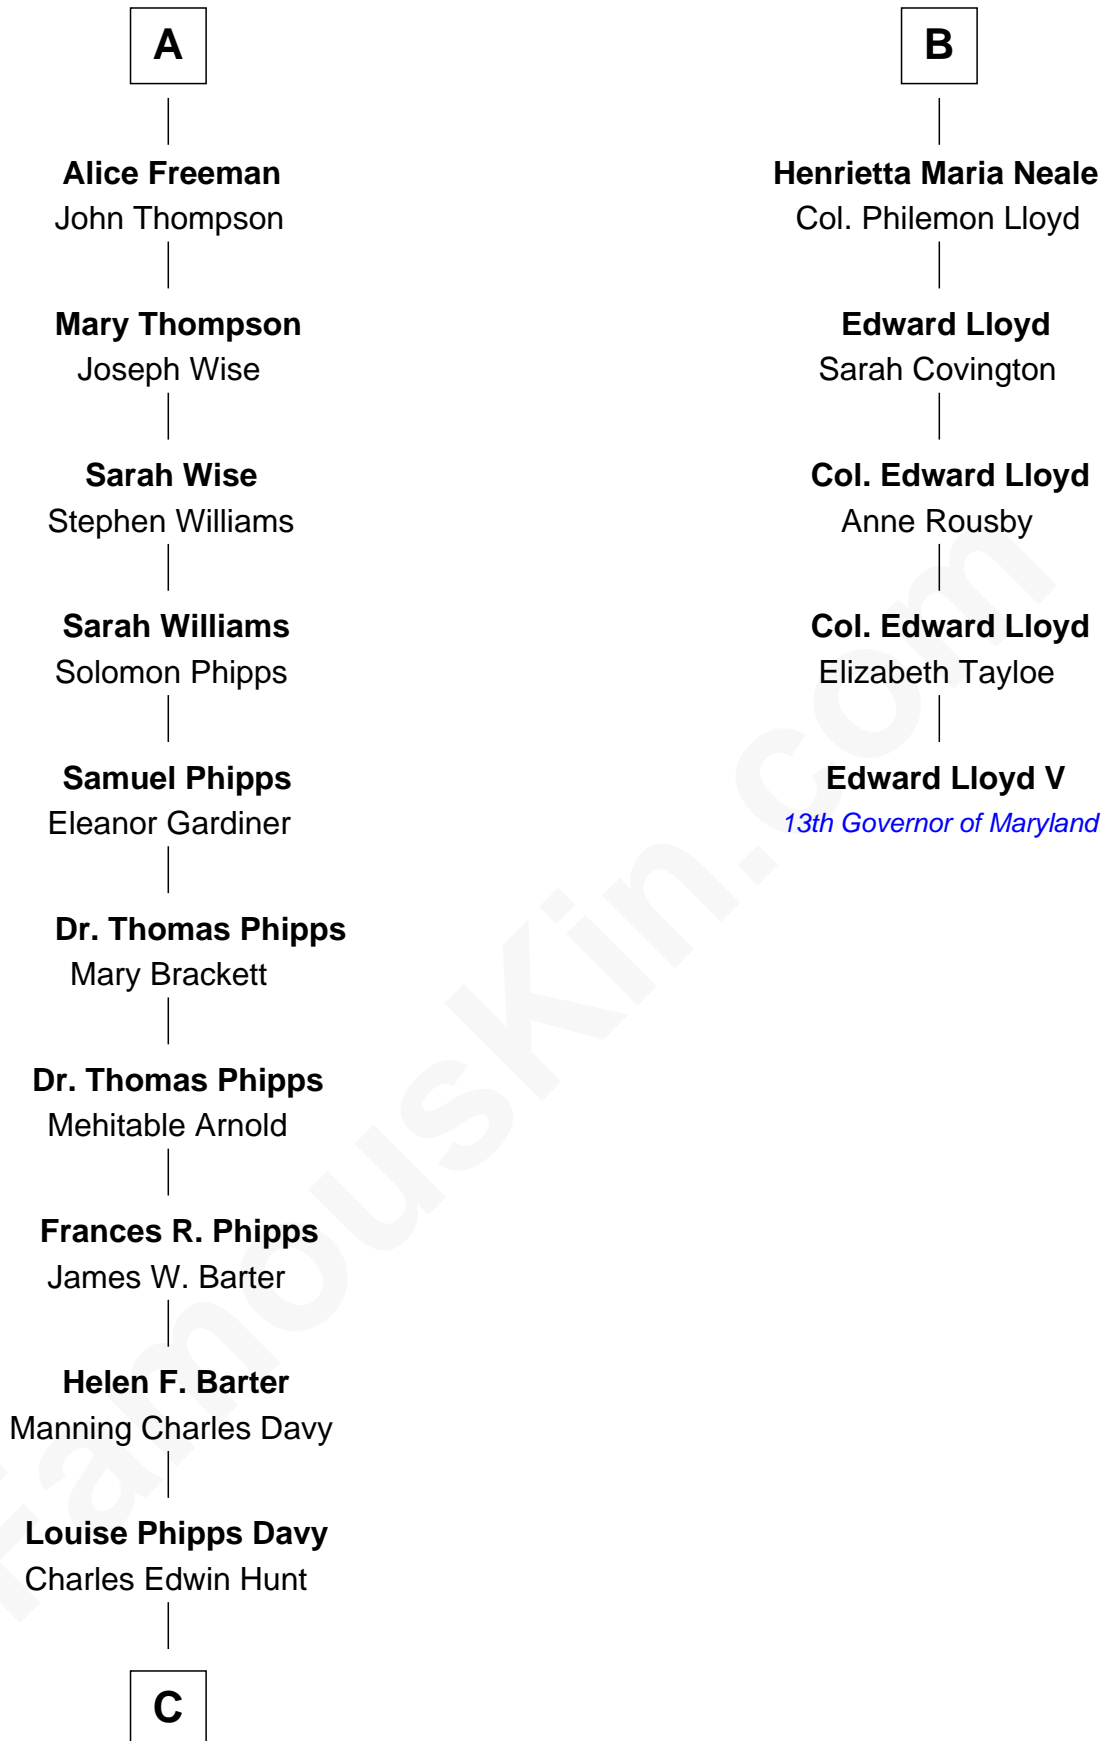 A
Alice Freeman
John Thompson
Mary Thompson
Joseph Wise
Sarah Wise
Stephen Williams
Sarah Williams
Solomon Phipps
Samuel Phipps
Eleanor Gardiner
Dr. Thomas Phipps
Mary Brackett
Dr. Thomas Phipps
Mehitable Arnold
Frances R. Phipps
James W. Barter
Helen F. Barter
Manning Charles Davy
Louise Phipps Davy
Charles Edwin Hunt
C
B
Henrietta Maria Neale
Col. Philemon Lloyd
Edward Lloyd
Sarah Covington
Col. Edward Lloyd
Anne Rousby
Col. Edward Lloyd
Elizabeth Tayloe
Edward Lloyd V
13th Governor of Maryland
FamousKin.com